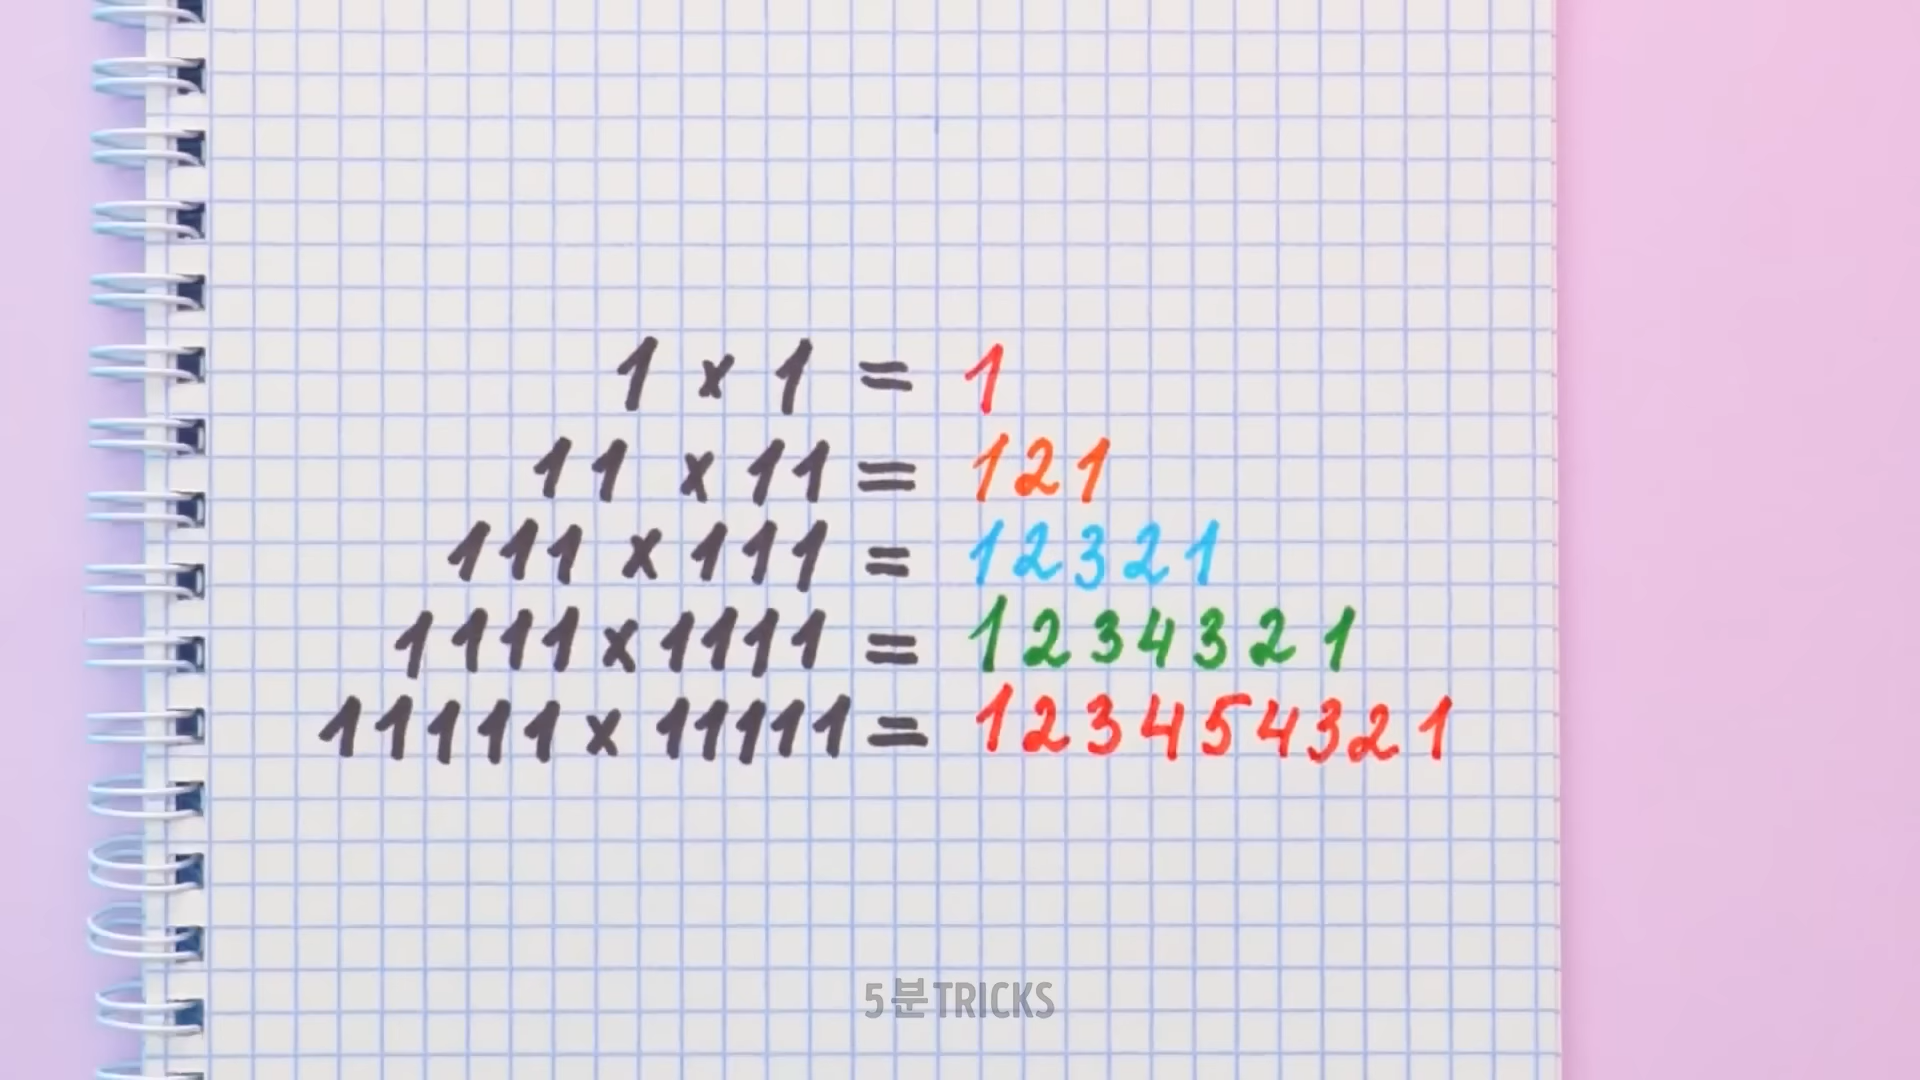 1 x 1 = 1
11 x 11 = 121
111 x 111 = 12321
1111 x 1111 = 1234321
11111 x 11111 = 123454321
5분TRICKS